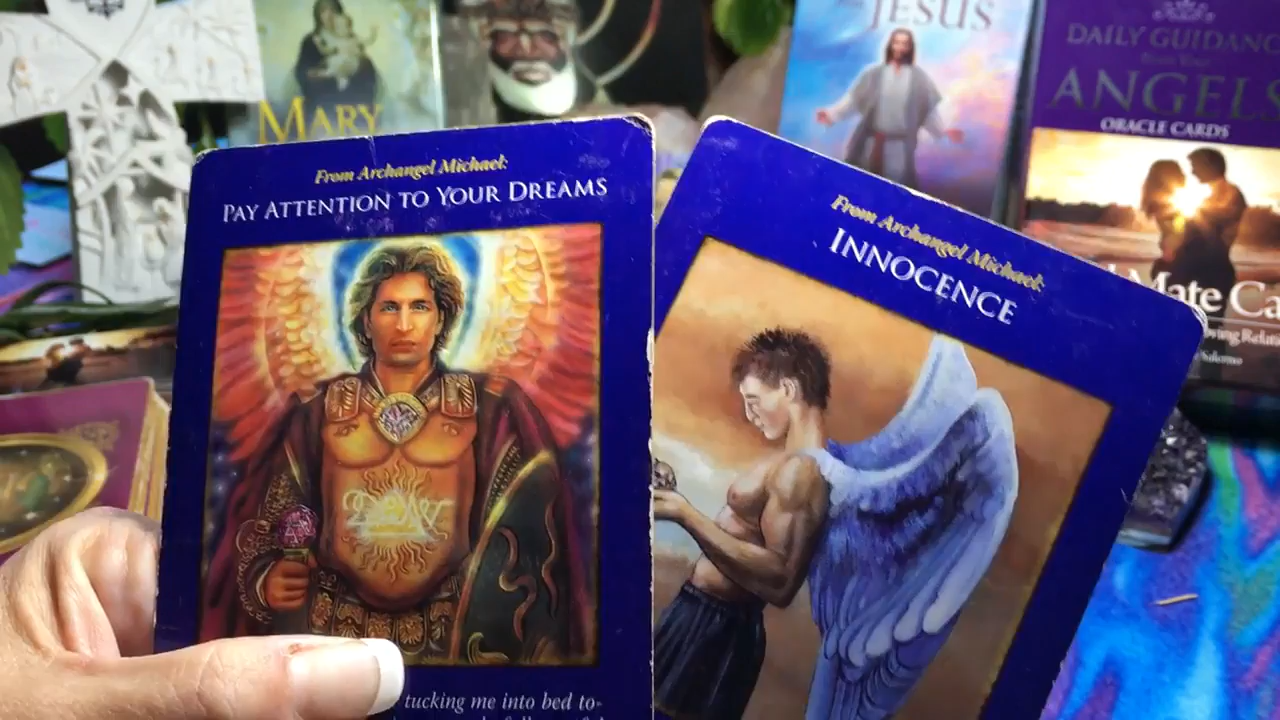 MARY
JESUS
DAILY GUIDANC
ANGELS
ORACLE CARDS
From Archangel Michael:
PAY ATTENTION TO YOUR DREAMS
tucking me into bed to-
From Archangel Michael:
INNOCENCE
Mate Ca